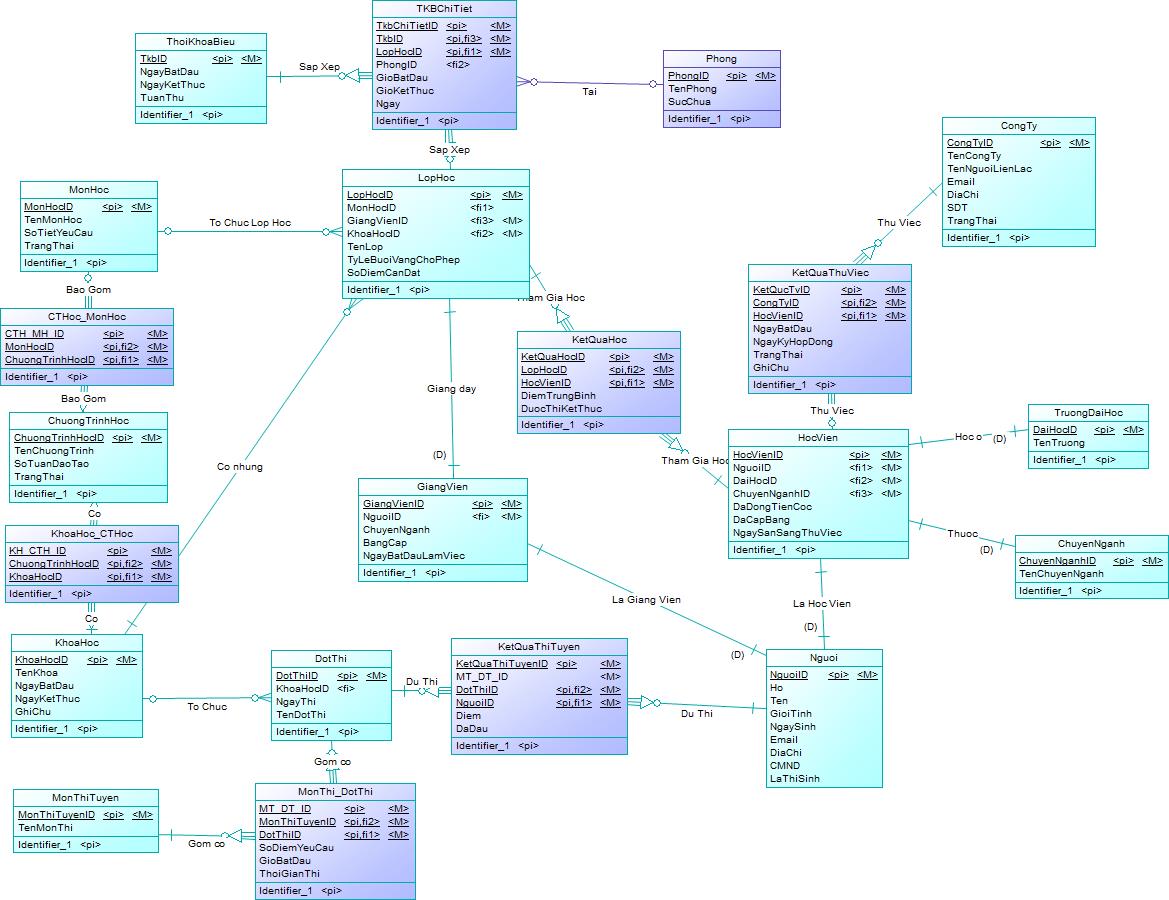 TKBChiTiet
TkbChiTietID <pi> <M>
TkbID <pi,fi3> <M>
LopHocID <pi,fi1> <M>
PhongID <fi2>
GioBatDau
GioKetThuc
Ngay
Identifier_1 <pi>
ThoiKhoaBieu
TkbID <pi> <M>
NgayBatDau
NgayKetThuc
TuanThu
Identifier_1 <pi>
Sap Xep
Phong
PhongID <pi> <M>
TenPhong
SucChua
Identifier_1 <pi>
Tai
Sap Xep
CongTy
CongTyID <pi> <M>
TenCongTy
TenNguoiLienLac
Email
DiaChi
SDT
TrangThai
Identifier_1 <pi>
LopHoc
LopHocID <pi> <M>
MonHocID <fi1>
GiangVienID <fi3> <M>
KhoaHocID <fi2> <M>
TenLop
TyLeBuoiVangChoPhep
SoDiemCanDat
Identifier_1 <pi>
MonHoc
MonHocID <pi> <M>
TenMonHoc
SoTietYeuCau
TrangThai
Identifier_1 <pi>
To Chuc Lop Hoc
Thu Viec
Bao Gom
KetQuaThuViec
KetQucTvID <pi> <M>
CongTyID <pi,fi2> <M>
HocVienID <pi,fi1> <M>
NgayBatDau
NgayKyHopDong
TrangThai
GhiChu
Identifier_1 <pi>
Tham Gia Hoc
CTHoc_MonHoc
CTH_MH_ID <pi> <M>
MonHocID <pi,fi2> <M>
ChuongTrinhHocID <pi,fi1> <M>
Identifier_1 <pi>
KetQuaHoc
KetQuaHocID <pi> <M>
LopHocID <pi,fi2> <M>
HocVienID <pi,fi1> <M>
DiemTrungBinh
DuocThiKetThuc
Identifier_1 <pi>
Giang day
Bao Gom
Thu Viec
ChuongTrinhHoc
ChuongTrinhHocID <pi> <M>
TenChuongTrinh
SoTuanDaoTao
TrangThai
Identifier_1 <pi>
TruongDaiHoc
DaiHocID <pi> <M>
TenTruong
Identifier_1 <pi>
HocVien
HocVienID <pi> <M>
NguoiID <fi1> <M>
DaiHocID <fi2> <M>
ChuyenNganhID <fi3> <M>
DaDongTienCoc
DaCapBang
NgaySanSangThuViec
Identifier_1 <pi>
Hoc o (D)
(D)
Tham Gia Hoc
Co nhung
GiangVien
GiangVienID <pi> <M>
NguoiID <fi> <M>
ChuyenNganh
BangCap
NgayBatDauLamViec
Identifier_1 <pi>
Co
KhoaHoc_CTHoc
KH_CTH_ID <pi> <M>
ChuongTrinhHocID <pi,fi2> <M>
KhoaHocID <pi,fi1> <M>
Identifier_1 <pi>
Thuoc
(D)
ChuyenNganh
ChuyenNganhID <pi> <M>
TenChuyenNganh
Identifier_1 <pi>
La Giang Vien
(D)
La Hoc Vien
(D)
Co
KhoaHoc
KhoaHocID <pi> <M>
TenKhoa
NgayBatDau
NgayKetThuc
GhiChu
Identifier_1 <pi>
To Chuc
DotThi
DotThiID <pi> <M>
KhoaHocID <fi>
NgayThi
TenDotThi
Identifier_1 <pi>
Du Thi
KetQuaThiTuyen
KetQuaThiTuyenID <pi> <M>
MT_DT_ID <M>
DotThiID <pi,fi2> <M>
NguoiID <pi,fi1> <M>
Diem
DaDau
Identifier_1 <pi>
Du Thi
Nguoi
NguoiID <pi> <M>
Ho
Ten
GioiTinh
NgaySinh
Email
DiaChi
CMND
LaThiSinh
Gom co
MonThiTuyen
MonThiTuyenID <pi> <M>
TenMonThi
Identifier_1 <pi>
Gom co
MonThi_DotThi
MT_DT_ID <pi> <M>
MonThiTuyenID <pi,fi2> <M>
DotThiID <pi,fi1> <M>
SoDiemYeuCau
GioBatDau
ThoiGianThi
Identifier_1 <pi>